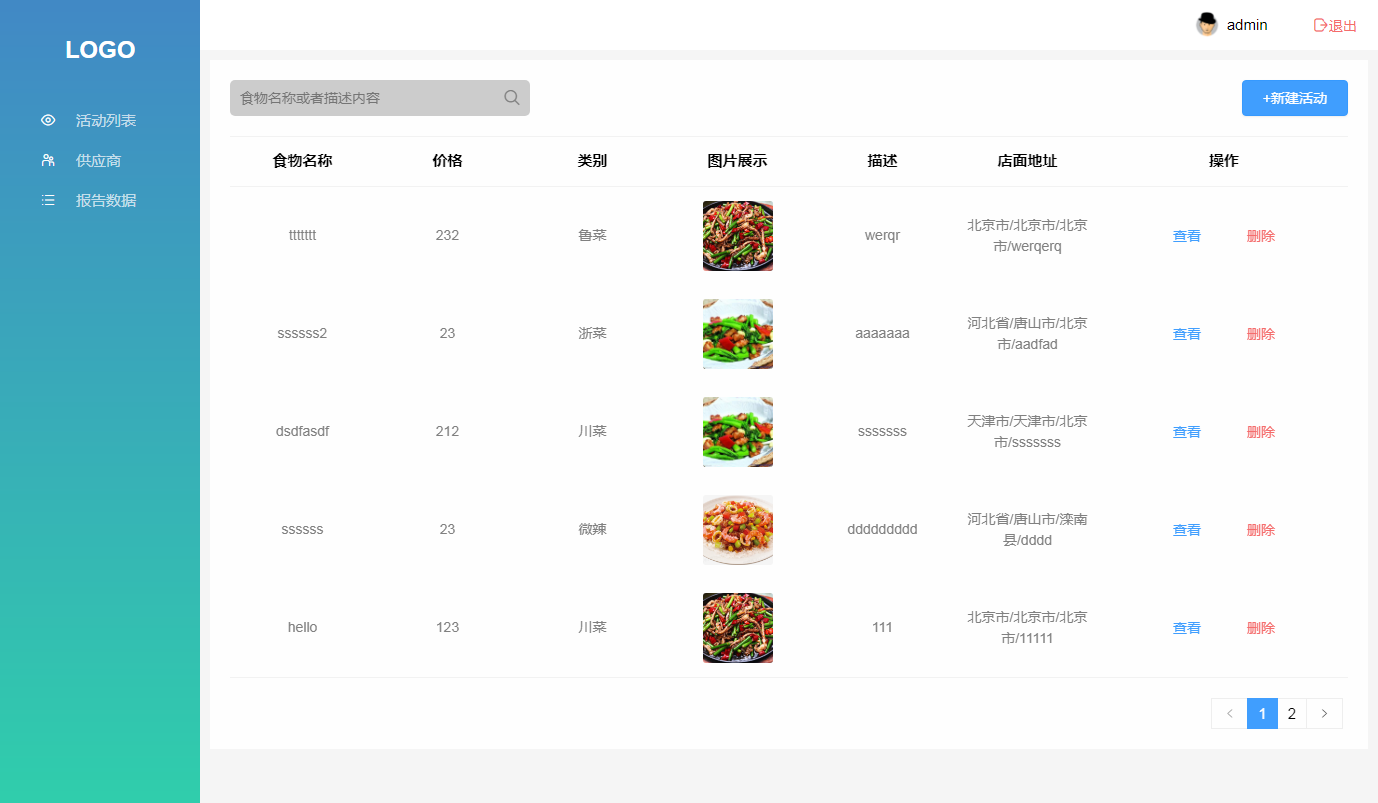 LOGO
活动列表
供应商
报告数据
admin
退出
食物名称或者描述内容
+新建活动
食物名称 价格 类别 图片展示 描述 店面地址 操作
ttttttt 232 鲁菜 werqr 北京市/北京市/北京
市/werqerq 查看 删除
ssssss2 23 浙菜 aaaaaaa 河北省/唐山市/北京
市/aadfad 查看 删除
dsdfasdf 212 川菜 sssssss 天津市/天津市/北京
市/sssssss 查看 删除
ssssss 23 微辣 ddddddddd 河北省/唐山市/滦南
县/dddd 查看 删除
hello 123 川菜 111 北京市/北京市/北京
市/11111 查看 删除
1 2